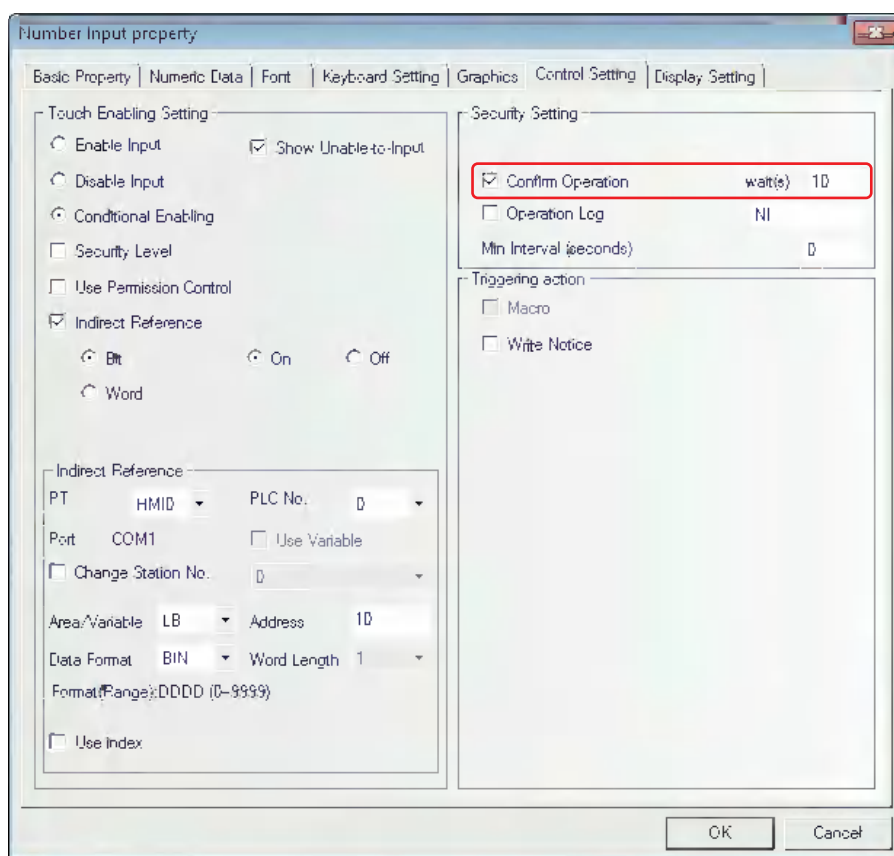 Number Input property
Basic Property Numeric Data Font Keyboard Setting Graphics Control Setting Display Setting
Touch Enabling Setting
Enable Input Show Unable-to-Input
Disable Input
Conditional Enabling
Security Level
Use Permission Control
Indirect Reference
Bit On Off
Word
Indirect Reference
PT HMI0 PLC No. 0
Port COM1 Use Variable
Change Station No. 0
Area/Variable LB Address 10
Data Format BIN Word Length 1
Format(Range):DDDD (0~9999)
Use index
Security Setting
Confirm Operation wait(s) 10
Operation Log Nl
Min Interval (seconds) 0
Triggering action
Macro
Write Notice
OK Cancel